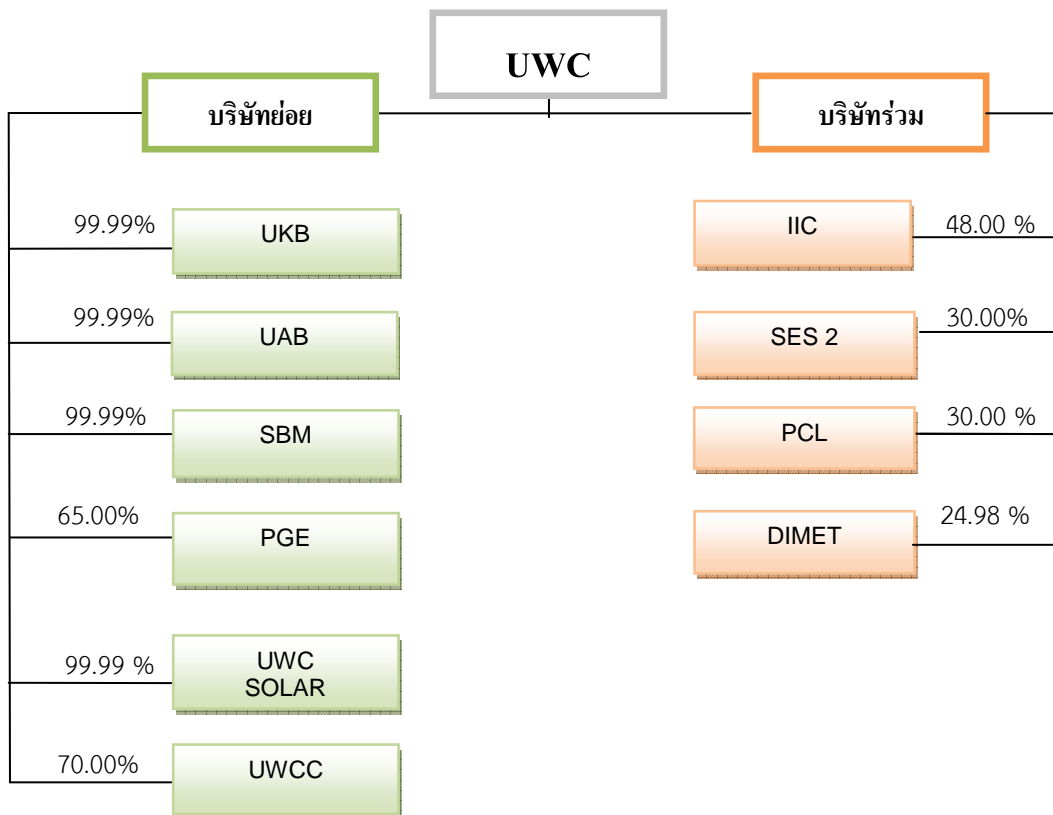 UWC
บริษัทย่อย
บริษัทร่วม
99.99%
UKB
99.99%
UAB
99.99%
SBM
65.00%
PGE
99.99 %
UWC
SOLAR
70.00%
UWCC
IIC
48.00 %
SES 2
30.00%
PCL
30.00 %
DIMET
24.98 %